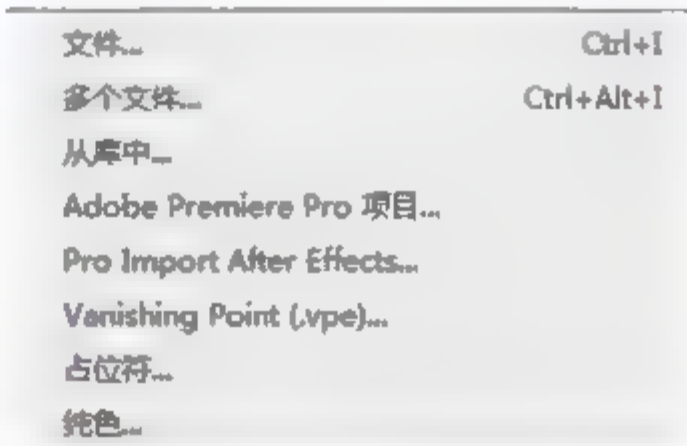 文件... Ctrl+I
多个文件... Ctrl+Alt+I
从库中...
Adobe Premiere Pro 项目...
Pro Import After Effects...
Vanishing Point (.vpe)...
占位符...
纯色...